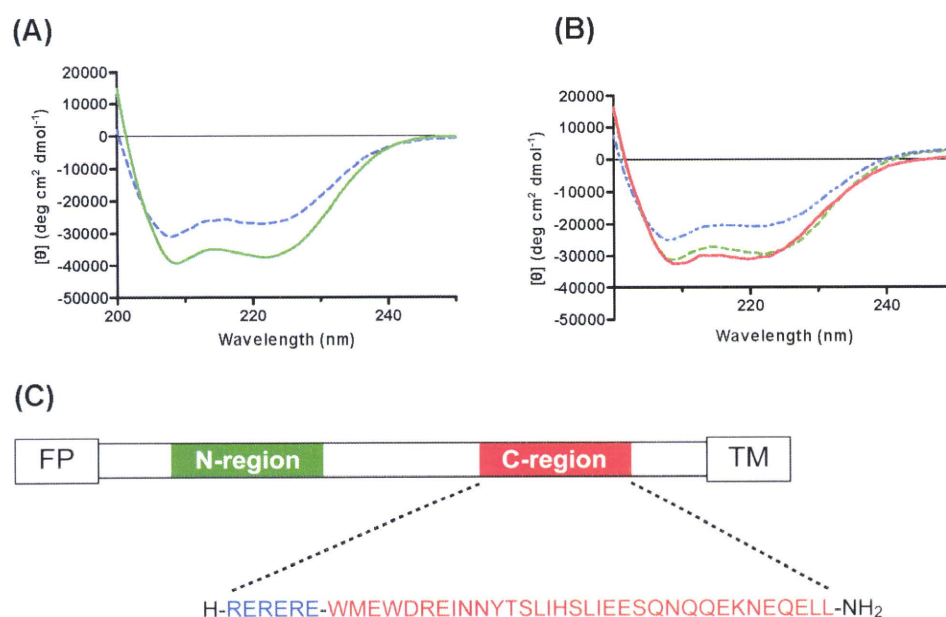 (A)
20000
10000
0
-10000
-20000
-30000
-40000
-50000
[θ] (deg cm² dmol⁻¹)
200
220
240
Wavelength (nm)
(B)
20000
10000
0
-10000
-20000
-30000
-40000
-50000
[θ] (deg cm² dmol⁻¹)
220
240
Wavelength (nm)
(C)
FP
N-region
C-region
TM
H-RERERE-WMEWDREINNYTSLIHSLIEESQNQQEKNEQELL-NH₂